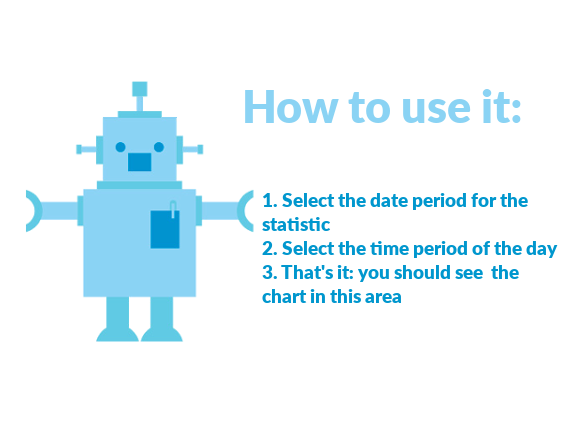 How to use it:
1. Select the date period for the
statistic
2. Select the time period of the day
3. That's it: you should see  the
chart in this area